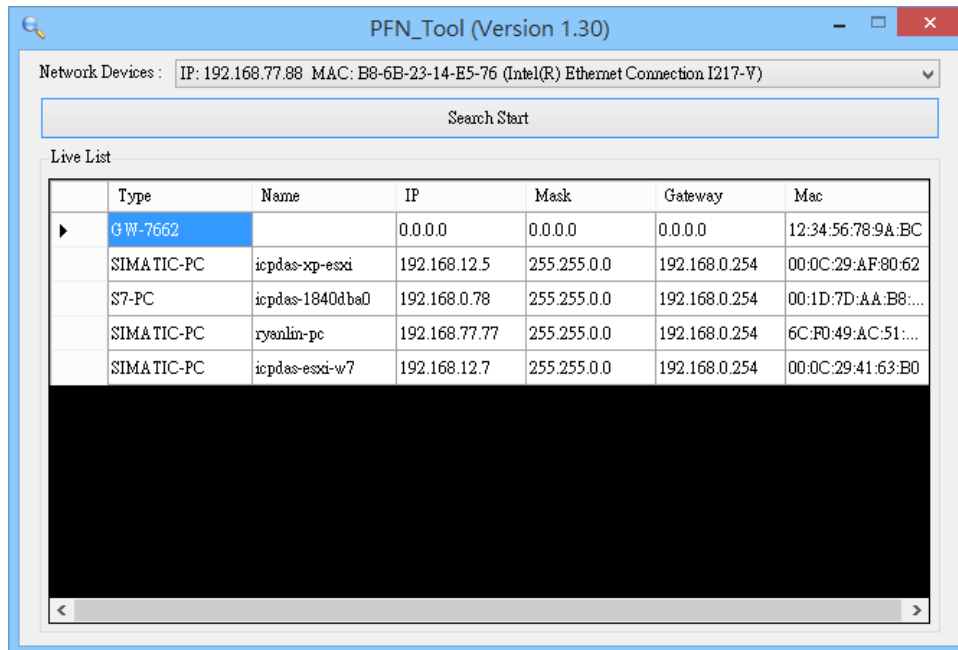 PFN_Tool (Version 1.30)
Network Devices : IP: 192.168.77.88 MAC: B8-6B-23-14-E5-76 (Intel(R) Ethernet Connection I217-V)
Search Start
Live List
Type Name IP Mask Gateway Mac
GW-7662 0.0.0.0 0.0.0.0 0.0.0.0 12:34:56:78:9A:BC
SIMATIC-PC icpdas-xp-esxi 192.168.12.5 255.255.0.0 192.168.0.254 00:0C:29:AF:80:62
S7-PC icpdas-1840dba0 192.168.0.78 255.255.0.0 192.168.0.254 00:1D:7D:AA:B8:...
SIMATIC-PC ryanlin-pc 192.168.77.77 255.255.0.0 192.168.0.254 6C:F0:49:AC:51:...
SIMATIC-PC icpdas-esxi-w7 192.168.12.7 255.255.0.0 192.168.0.254 00:0C:29:41:63:B0